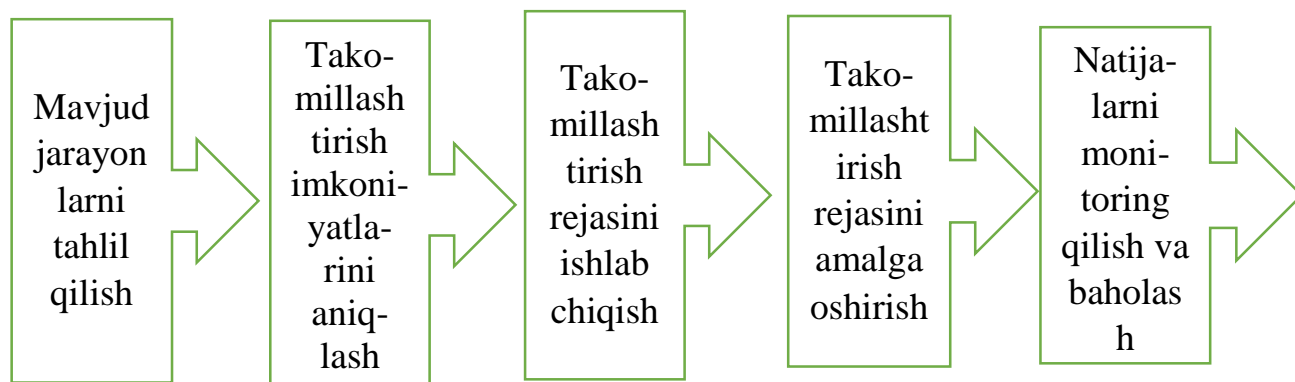 Mavjud
jarayon
larni
tahlil
qilish
Tako-
millash
tirish
imkoni-
yatla-
rini
aniq-
lash
Tako-
millash
tirish
rejasini
ishlab
chiqish
Tako-
millasht
irish
rejasini
amalga
oshirish
Natija-
larni
moni-
toring
qilish va
baholas
h